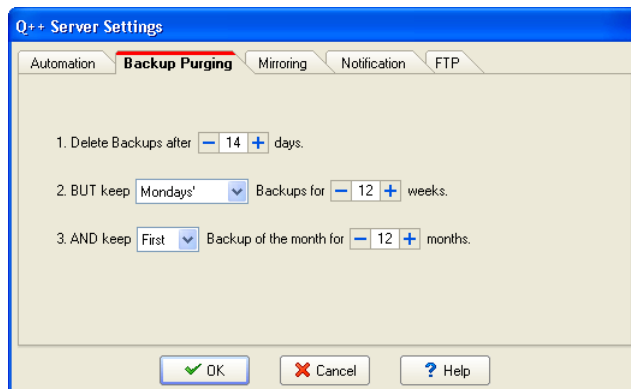 Q++ Server Settings
Automation Backup Purging Mirroring Notification FTP
1. Delete Backups after − 14 + days.
2. BUT keep Mondays' Backups for − 12 + weeks.
3. AND keep First Backup of the month for − 12 + months.
OK Cancel ? Help